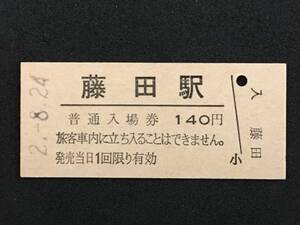 2.-8.24
藤田駅
普通入場券 140円
旅客車内に立ち入ることはできません。
発売当日1回限り有効
入
藤田
小